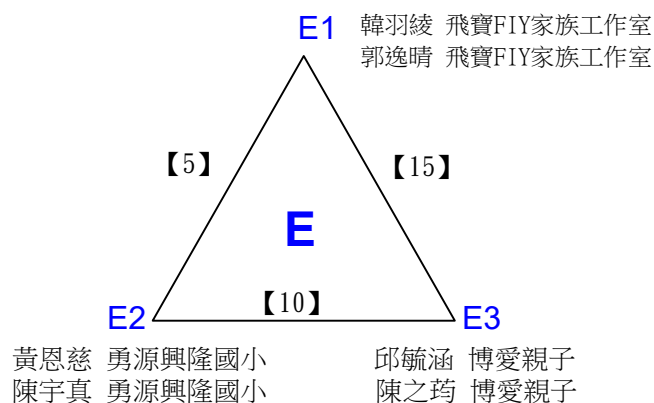 E1 韓羽綾 飛寶FIY家族工作室
郭逸晴 飛寶FIY家族工作室
【5】 【15】
E
【10】
E2 E3
黃恩慈 勇源興隆國小 邱毓涵 博愛親子
陳宇真 勇源興隆國小 陳之荺 博愛親子